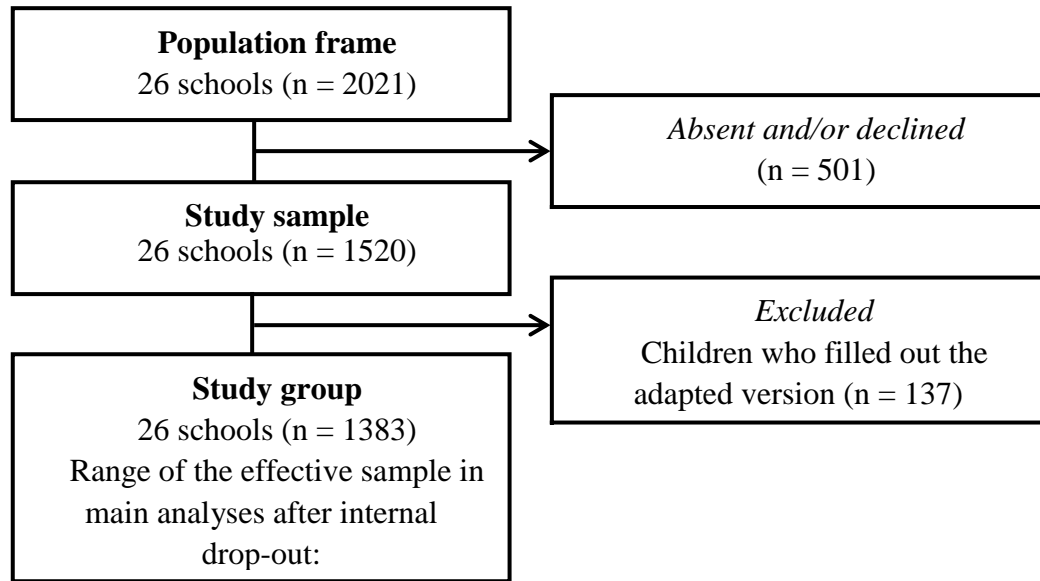 Population frame
26 schools (n = 2021)
Absent and/or declined
(n = 501)
Study sample
26 schools (n = 1520)
Excluded
Children who filled out the
adapted version (n = 137)
Study group
26 schools (n = 1383)
Range of the effective sample in
main analyses after internal
drop-out: